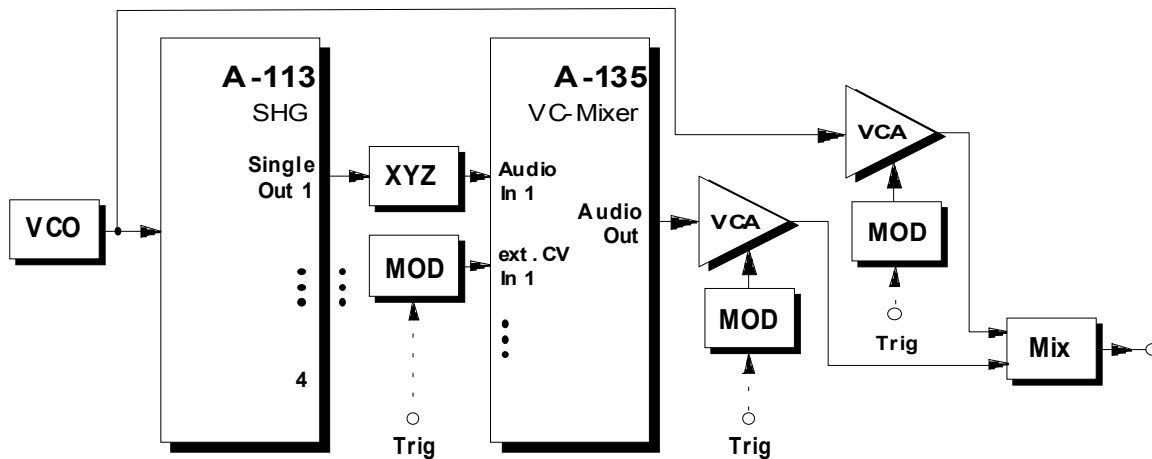 A-113
SHG
Single
Out 1
4
VCO
XYZ
MOD
Trig
A-135
VC-Mixer
Audio
In 1
ext. CV
In 1
Audio
Out
VCA
MOD
Trig
VCA
MOD
Trig
Mix